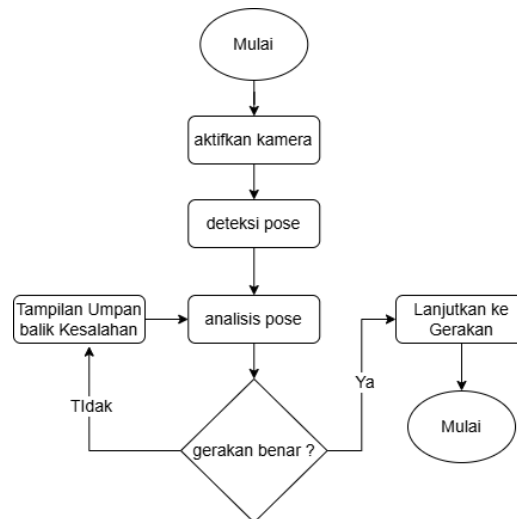 Mulai
aktifkan kamera
deteksi pose
Tampilan Umpan
balik Kesalahan
analisis pose
Lanjutkan ke
Gerakan
TIdak
Ya
gerakan benar ?
Mulai